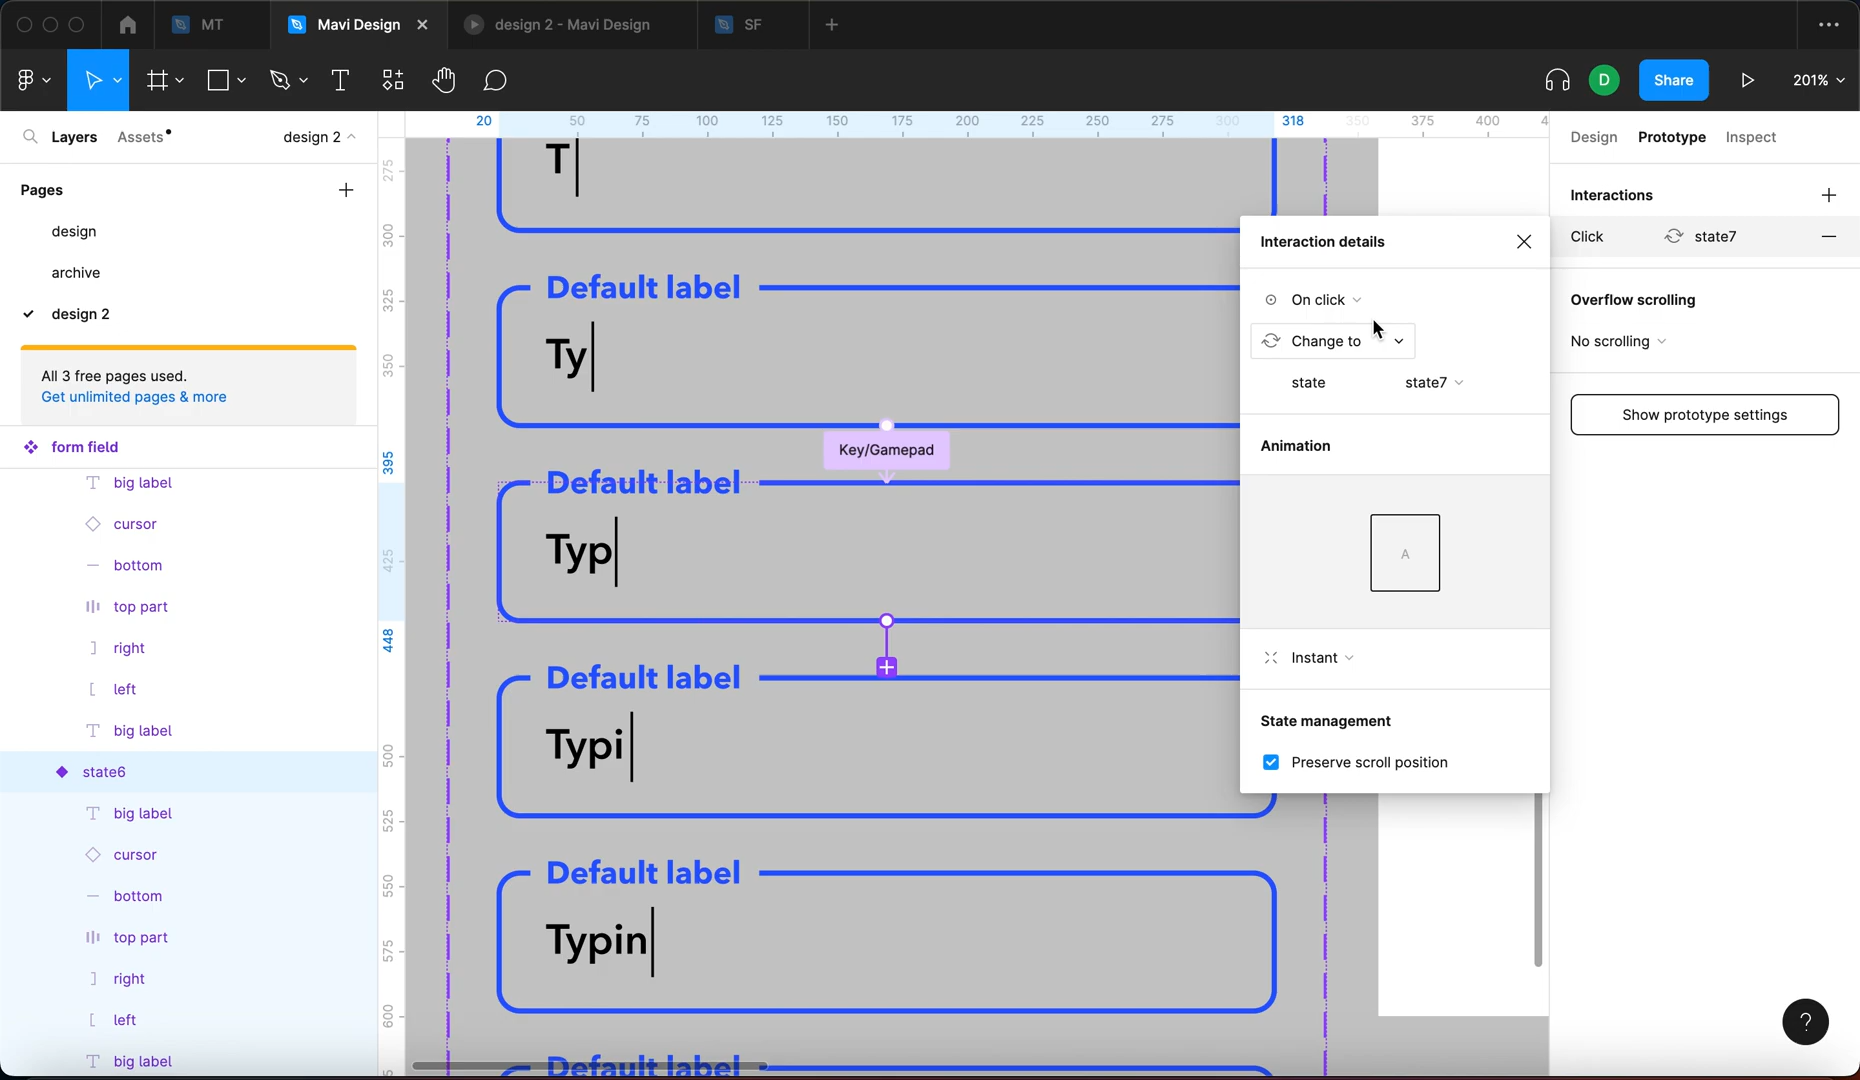 MT
Mavi Design
design 2 - Mavi Design
SF
D
Share
201%
Layers
Assets
design 2
20
50
75
100
125
150
175
200
225
250
275
300
318
350
375
400
Design
Prototype
Inspect
Pages
design
archive
design 2
All 3 free pages used.
Get unlimited pages & more
form field
big label
cursor
bottom
top part
right
left
big label
state6
big label
cursor
bottom
top part
right
left
big label
275
300
325
350
395
425
448
500
525
550
575
600
T
Default label
Ty
Key/Gamepad
Default label
Typ
Default label
Typi
Default label
Typin
Default label
Interaction details
On click
Change to
state
state7
Animation
A
Instant
State management
Preserve scroll position
Interactions
Click
state7
Overflow scrolling
No scrolling
Show prototype settings
?